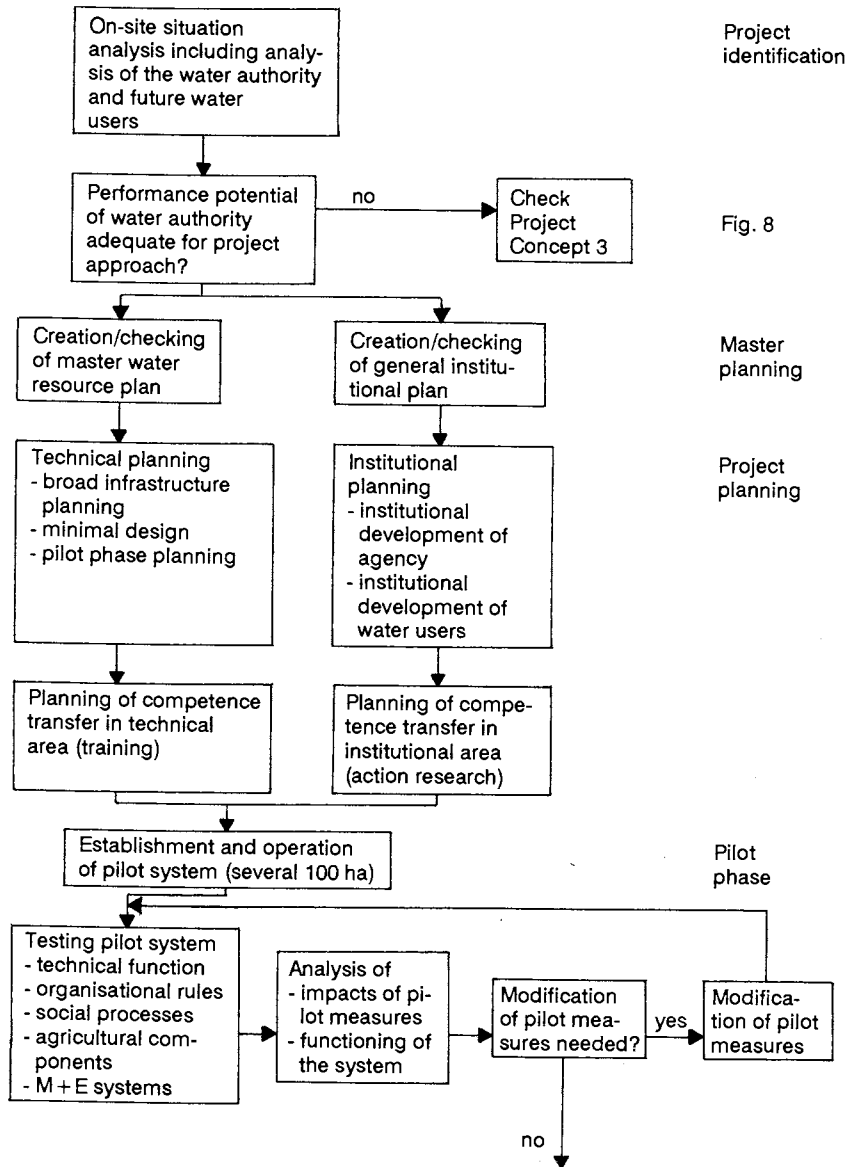 On-site situation
analysis including analy-
sis of the water authority
and future water
users
Project
identification
Performance potential
of water authority
adequate for project
approach?
no
Check
Project
Concept 3
Fig. 8
Creation/checking
of master water
resource plan
Creation/checking
of general institu-
tional plan
Master
planning
Technical planning
- broad infrastructure
planning
- minimal design
- pilot phase planning
Institutional
planning
- institutional
development of
agency
- institutional
development of
water users
Project
planning
Planning of competence
transfer in technical
area (training)
Planning of compe-
tence transfer in
institutional area
(action research)
Establishment and operation
of pilot system (several 100 ha)
Pilot
phase
Testing pilot system
- technical function
- organisational rules
- social processes
- agricultural com-
ponents
- M + E systems
Analysis of
- impacts of pi-
lot measures
- functioning of
the system
Modification
of pilot mea-
sures needed?
yes
Modifica-
tion of pilot
measures
no